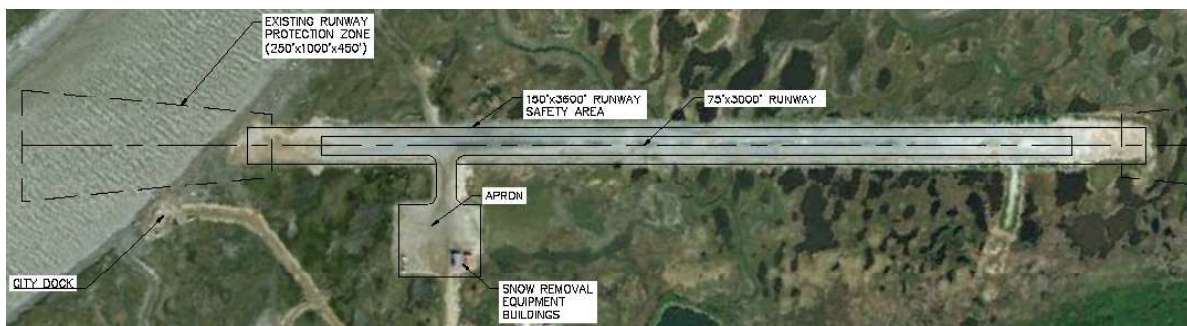 EXISTING RUNWAY
PROTECTION ZONE
(250'x1000'x450')
150'x3600' RUNWAY
SAFETY AREA
75'x3000' RUNWAY
APRON
CITY DOCK
SNOW REMOVAL
EQUIPMENT
BUILDINGS